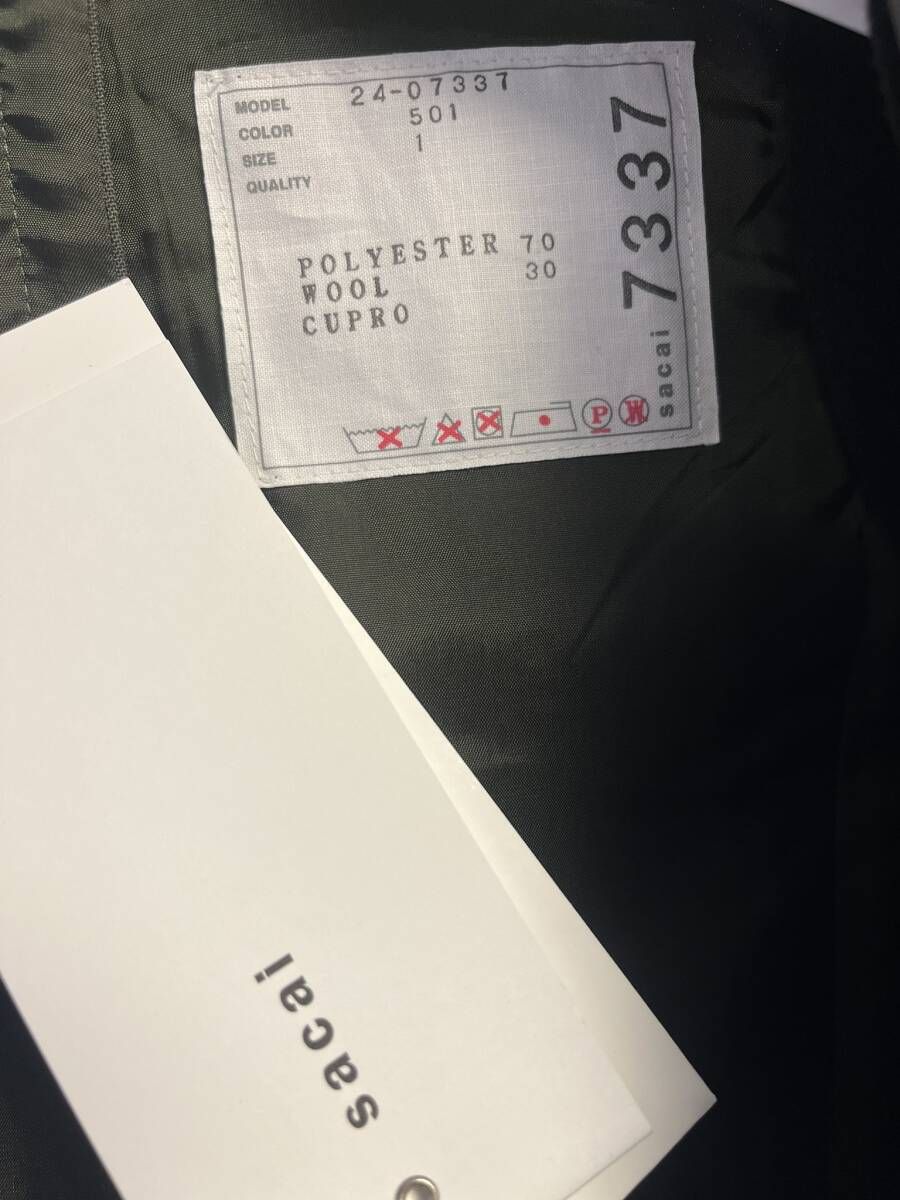 MODEL 24-07337
COLOR 501
SIZE 1
QUALITY
POLYESTER 70
WOOL 30
CUPRO
P W
sacai 7337
sacai